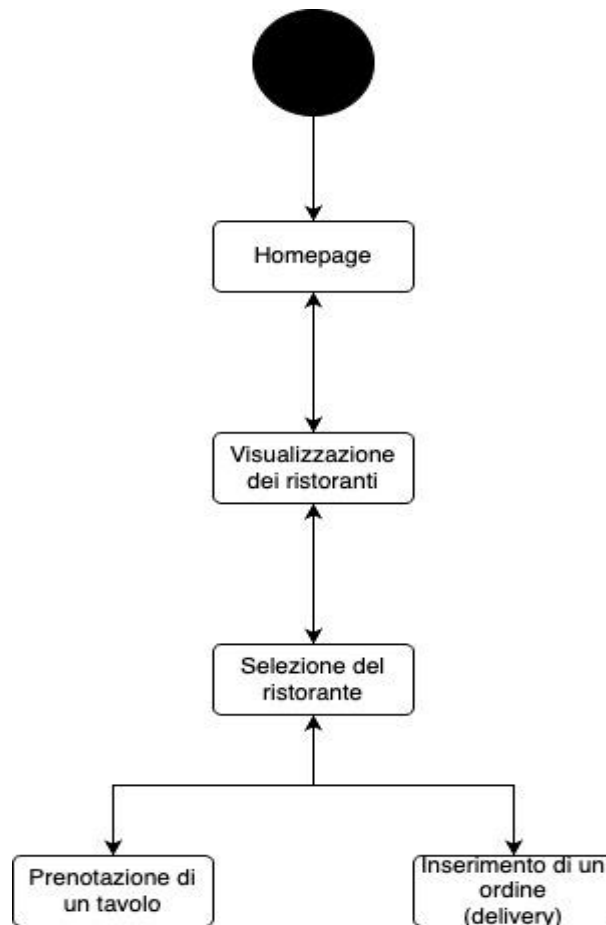 Homepage
Visualizzazione
dei ristoranti
Selezione del
ristorante
Prenotazione di
un tavolo
Inserimento di un
ordine
(delivery)